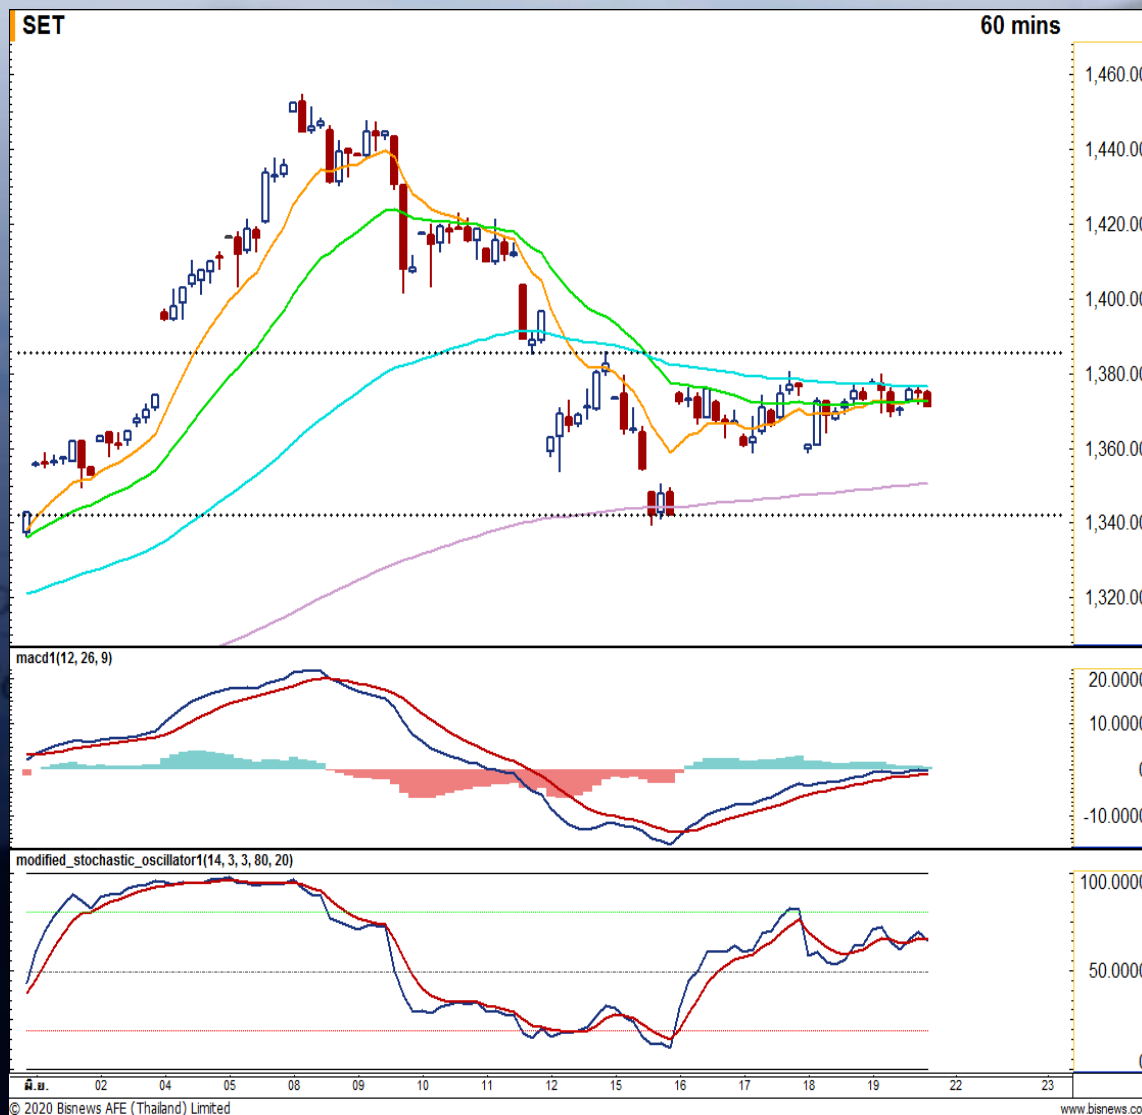 SET 60 mins
1,460.00
1,440.00
1,420.00
1,400.00
1,380.00
1,360.00
1,340.00
1,320.00
macd1(12, 26, 9)
20.0000
10.0000
0
-10.0000
modified_stochastic_oscillator1(14, 3, 3, 80, 20)
100.0000
50.0000
มิ.ย. 02 04 05 08 09 10 11 12 15 16 17 18 19 22 23
© 2020 Bisnews AFE (Thailand) Limited www.bisnews.co